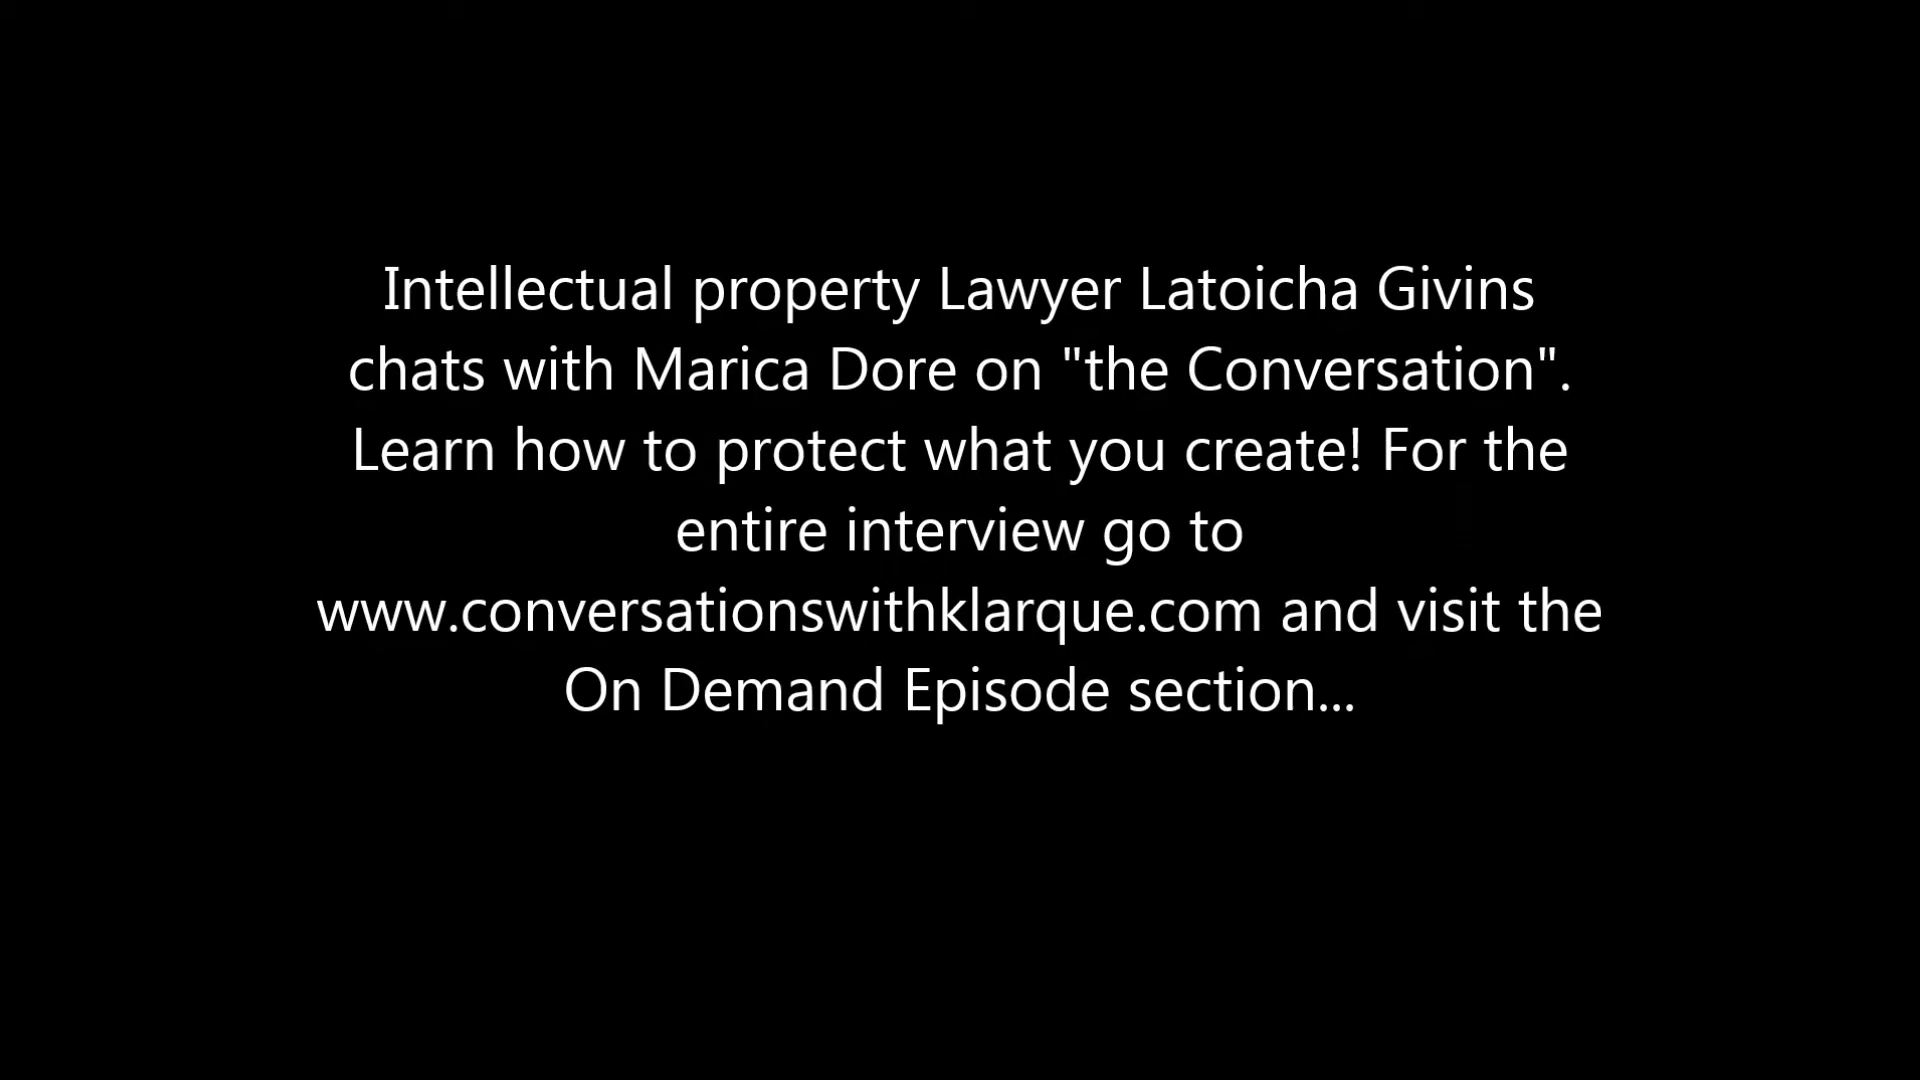 Intellectual property Lawyer Latoicha Givins
chats with Marica Dore on "the Conversation".
Learn how to protect what you create! For the
entire interview go to
www.conversationswithklarque.com and visit the
On Demand Episode section...